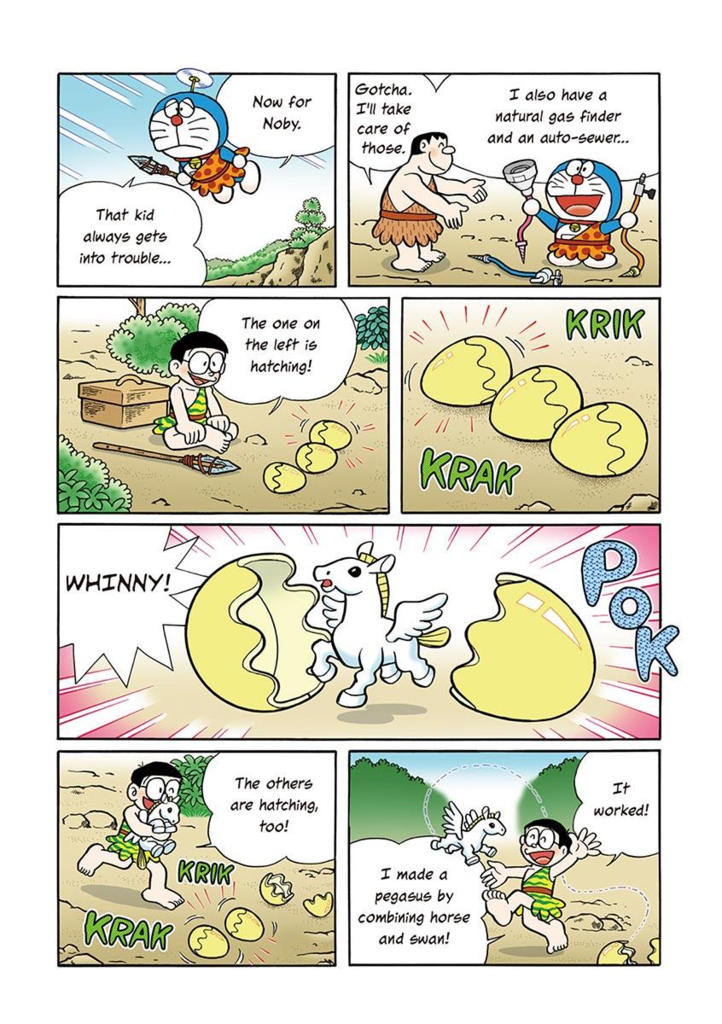 I also have a
natural gas finder
and an auto-sewer...
Gotcha.
I'll take
care of
those.
Now for
Noby.
That kid
always gets
into trouble...
KRIK
KRAK
The one on
the left is
hatching!
POK
WHINNY!
It
worked!
I made a
pegasus by
combining horse
and swan!
The others
are hatching,
too!
KRIK
KRAK